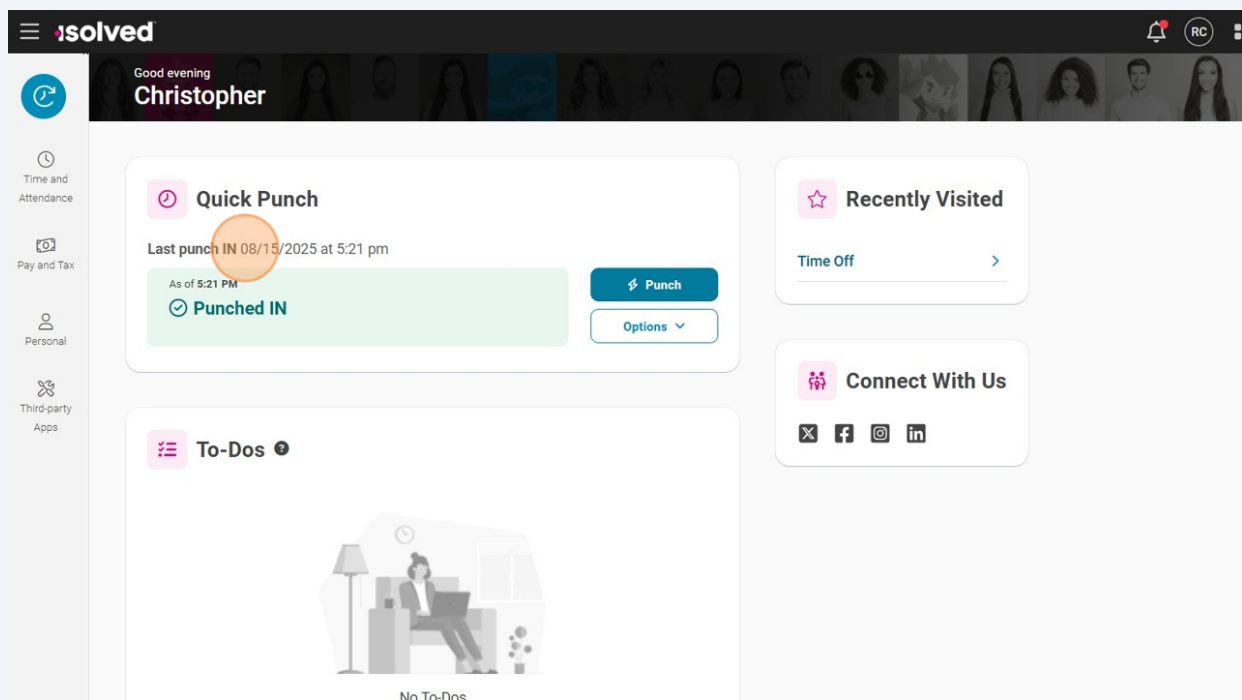 isolved
RC
Good evening
Christopher
Time and
Attendance
Pay and Tax
Personal
Third-party
Apps
Quick Punch
Last punch IN 08/15/2025 at 5:21 pm
As of 5:21 PM
Punched IN
Punch
Options
To-Dos
No To-Dos
Recently Visited
Time Off
Connect With Us